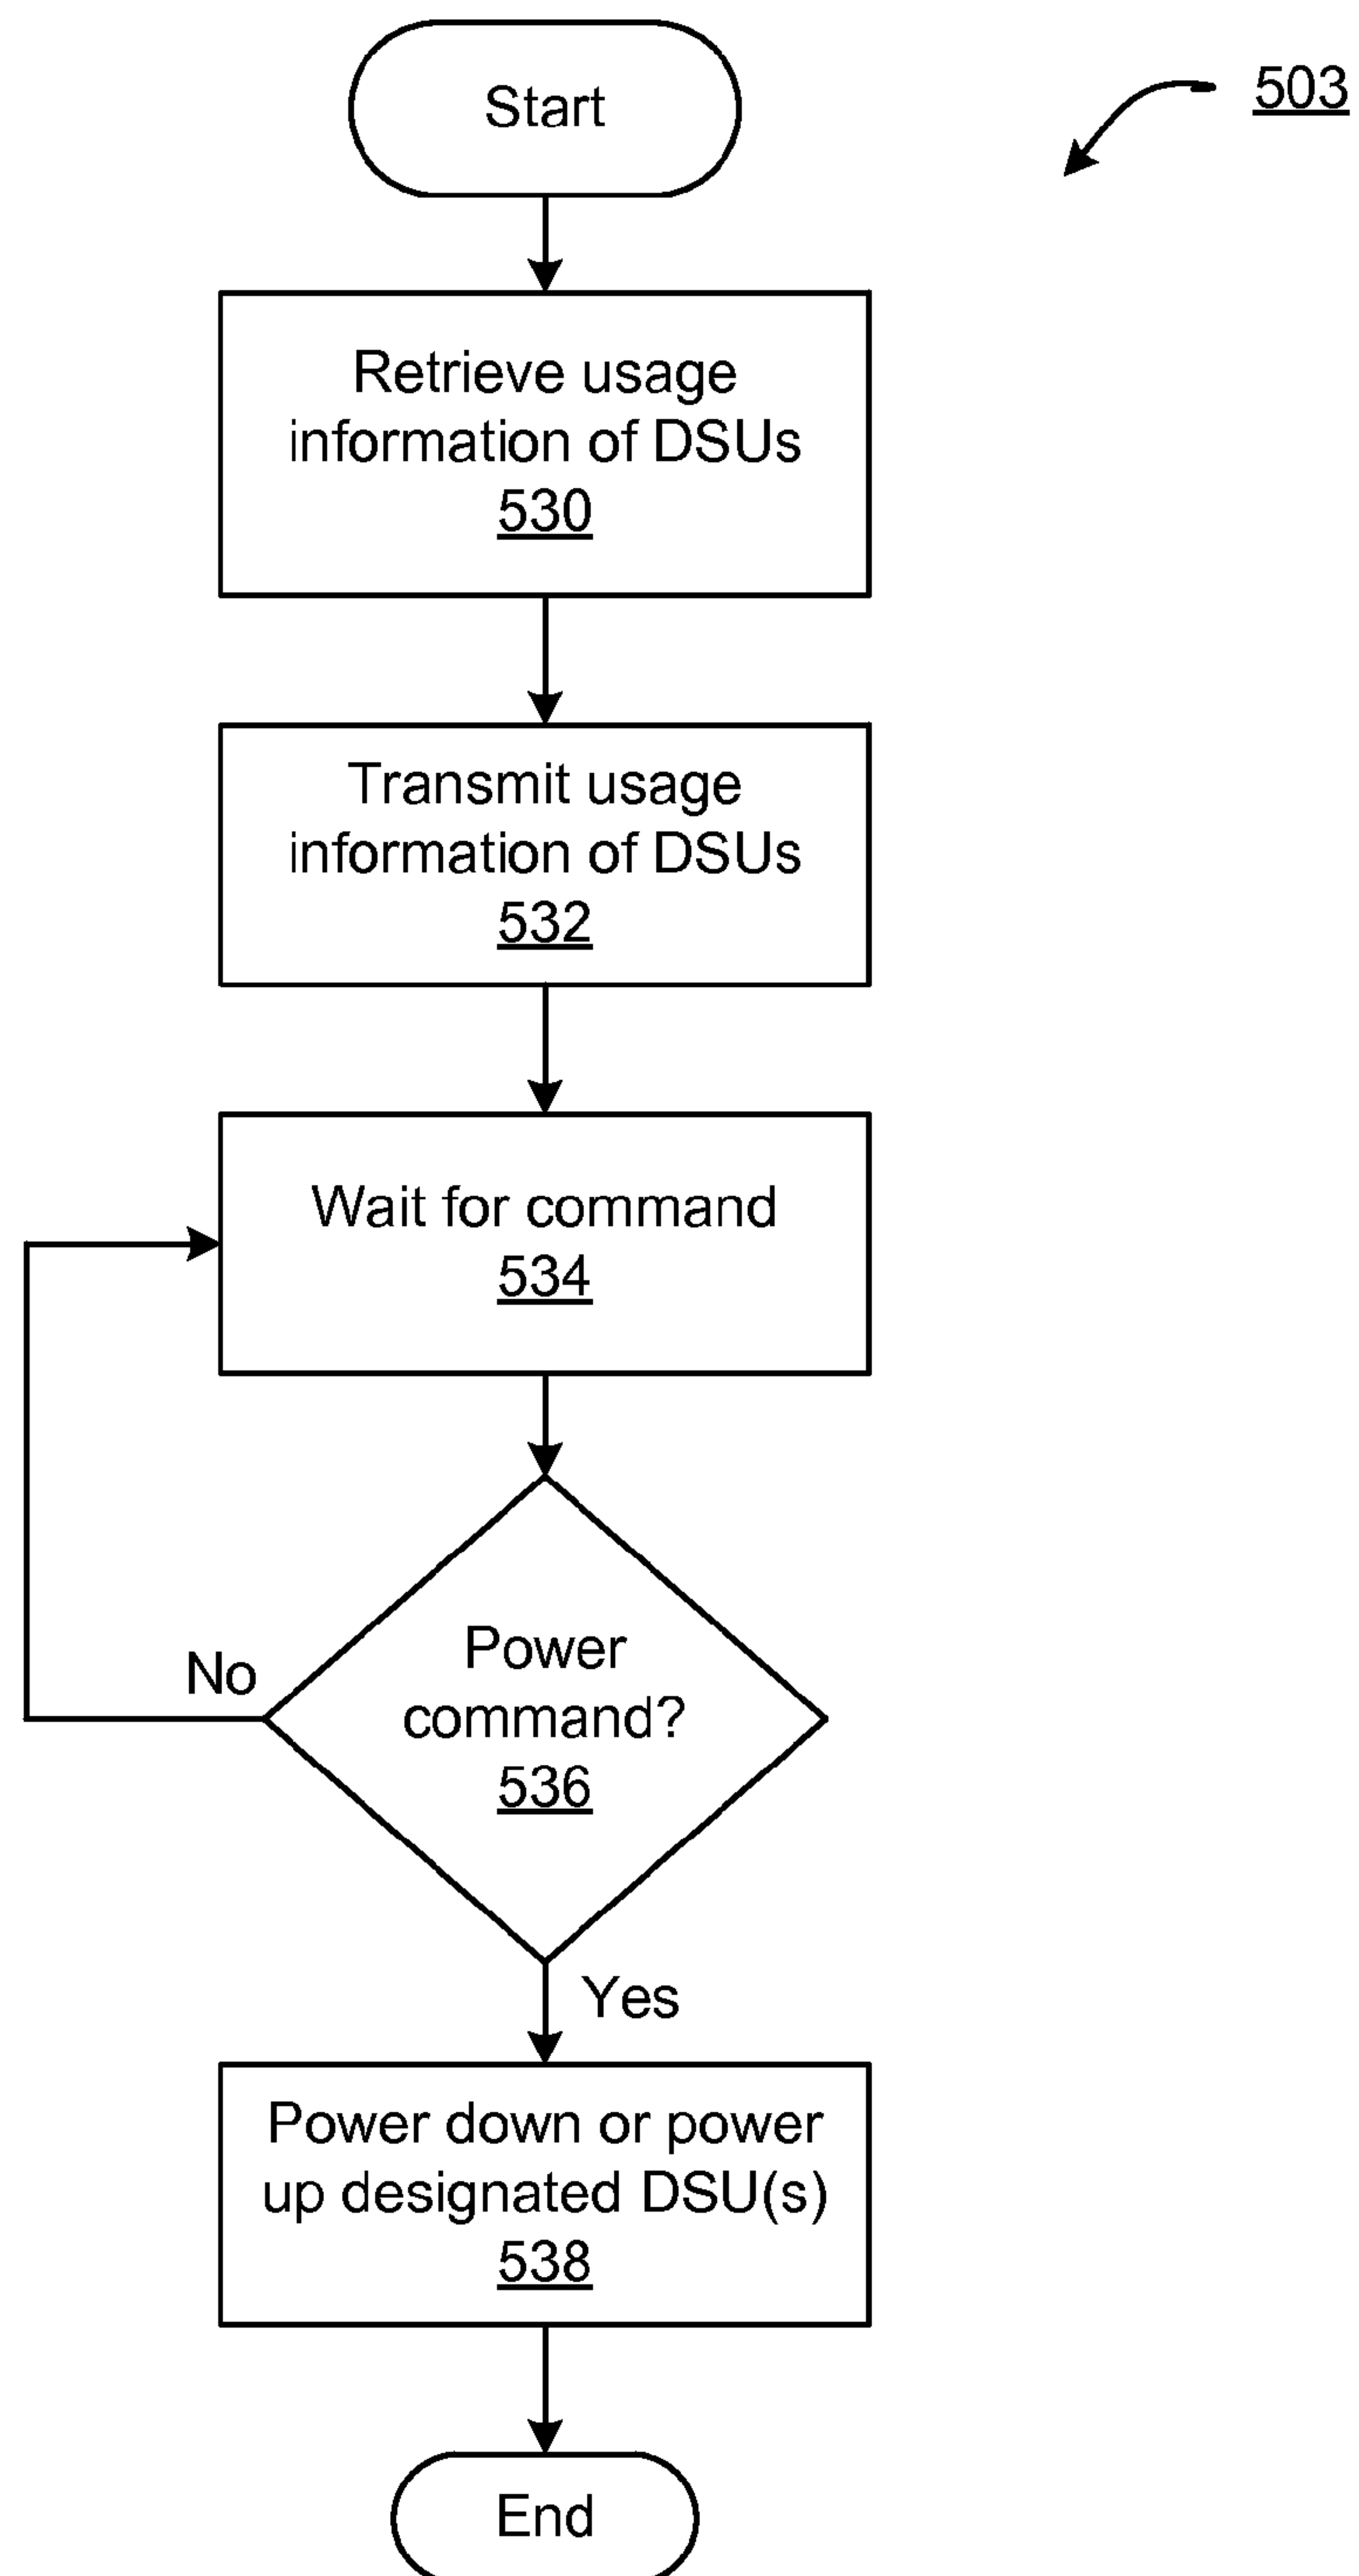 Start
503
Retrieve usage
information of DSUs
530
Transmit usage
information of DSUs
532
Wait for command
534
Power
command?
536
No
Yes
Power down or power
up designated DSU(s)
538
End